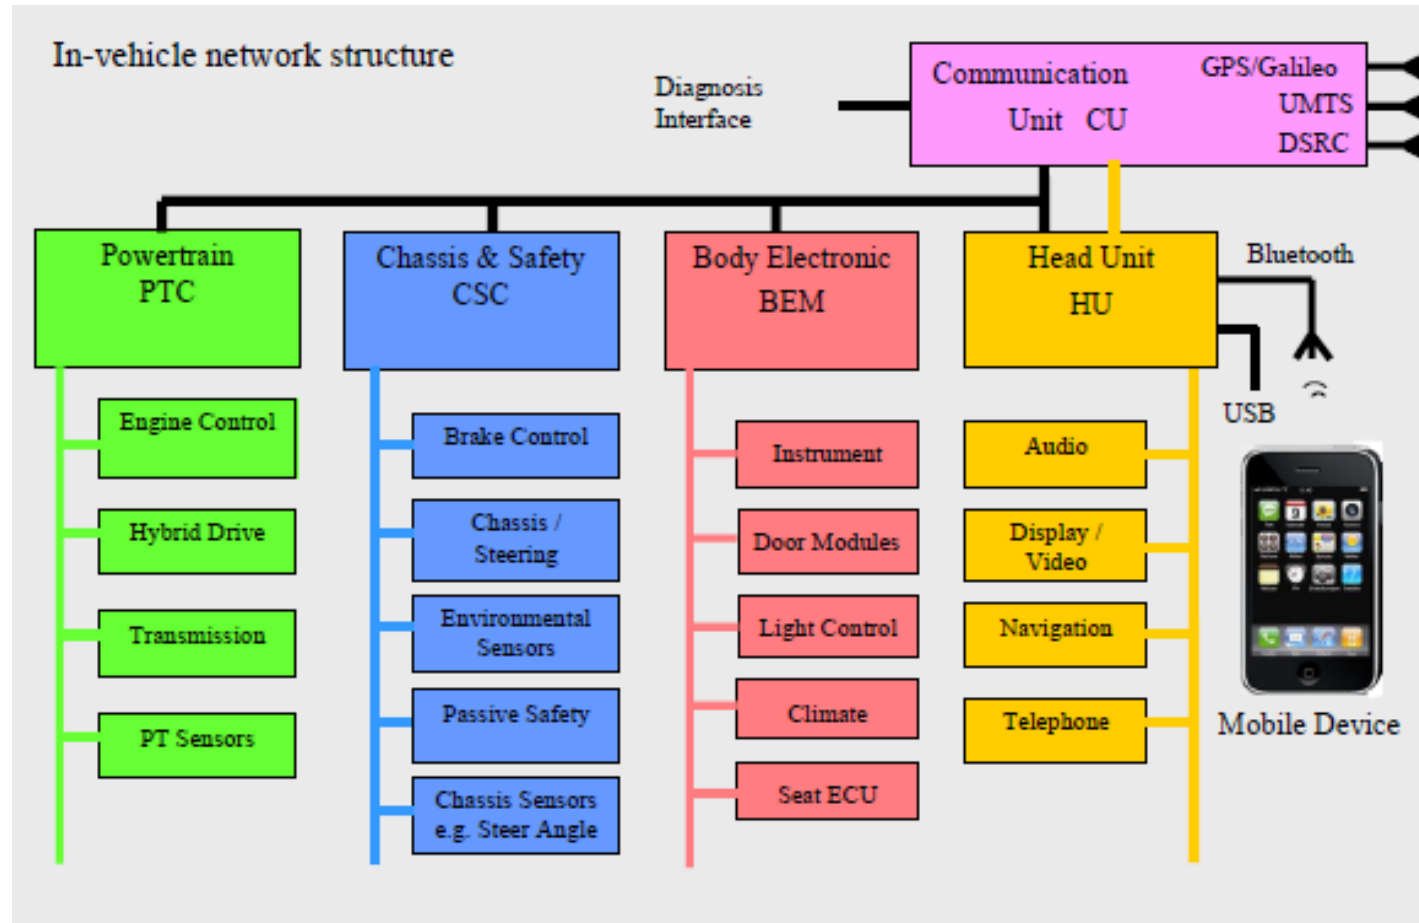 In-vehicle network structure
Diagnosis
Interface
Communication
Unit CU
GPS/Galileo
UMTS
DSRC
Powertrain
PTC
Chassis & Safety
CSC
Body Electronic
BEM
Head Unit
HU
Bluetooth
USB
Engine Control
Hybrid Drive
Transmission
PT Sensors
Brake Control
Chassis /
Steering
Environmental
Sensors
Passive Safety
Chassis Sensors
e.g. Steer Angle
Instrument
Door Modules
Light Control
Climate
Seat ECU
Audio
Display /
Video
Navigation
Telephone
Mobile Device